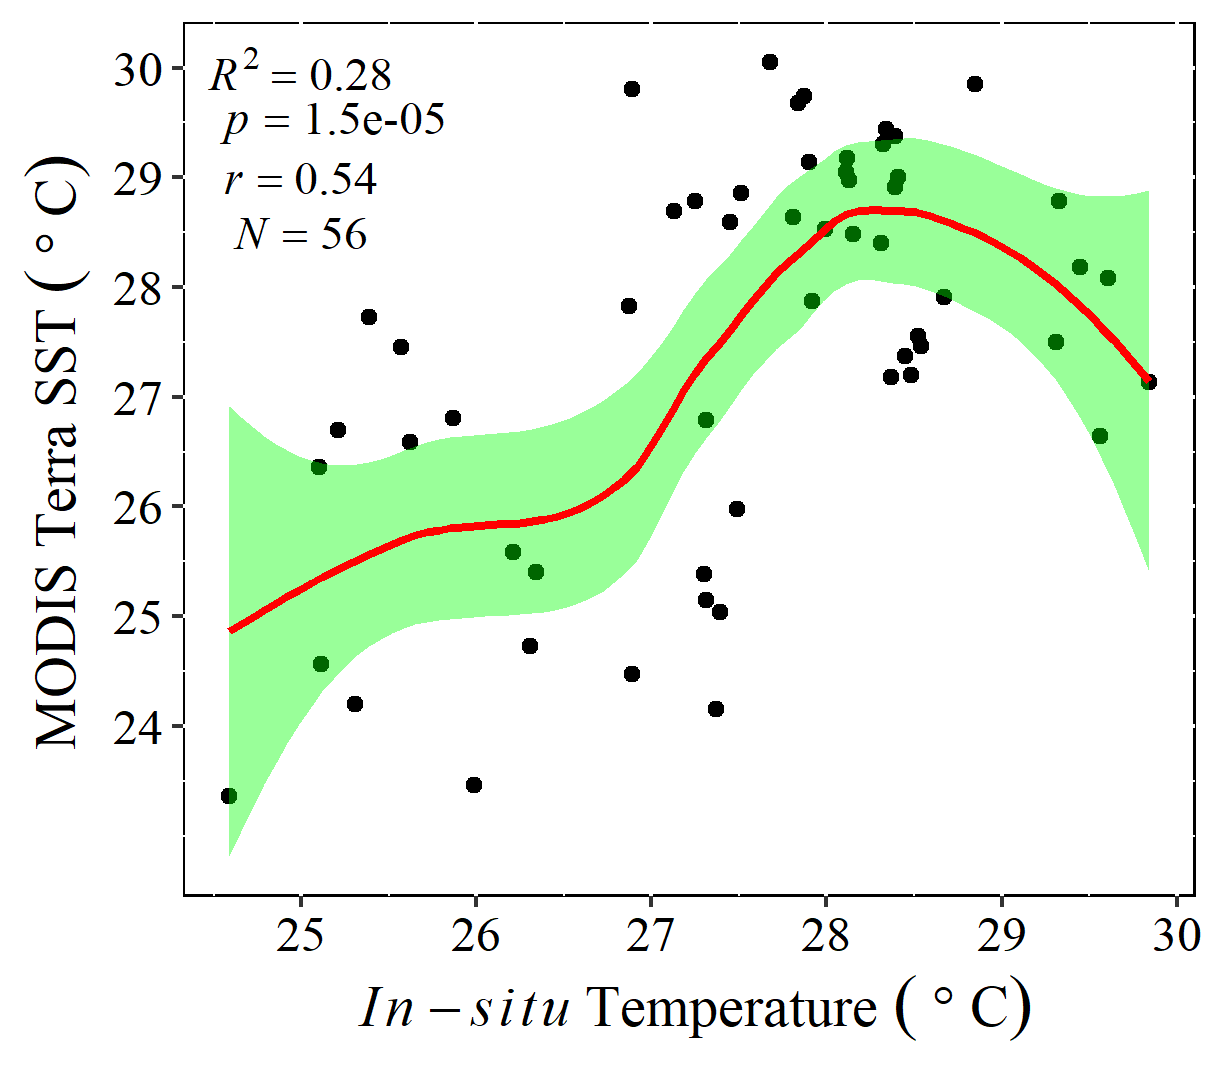 R² = 0.28
p = 1.5e-05
r = 0.54
N = 56
MODIS Terra SST ( ° C)
30
29
28
27
26
25
24
25 26 27 28 29 30
In − situ Temperature ( ° C)